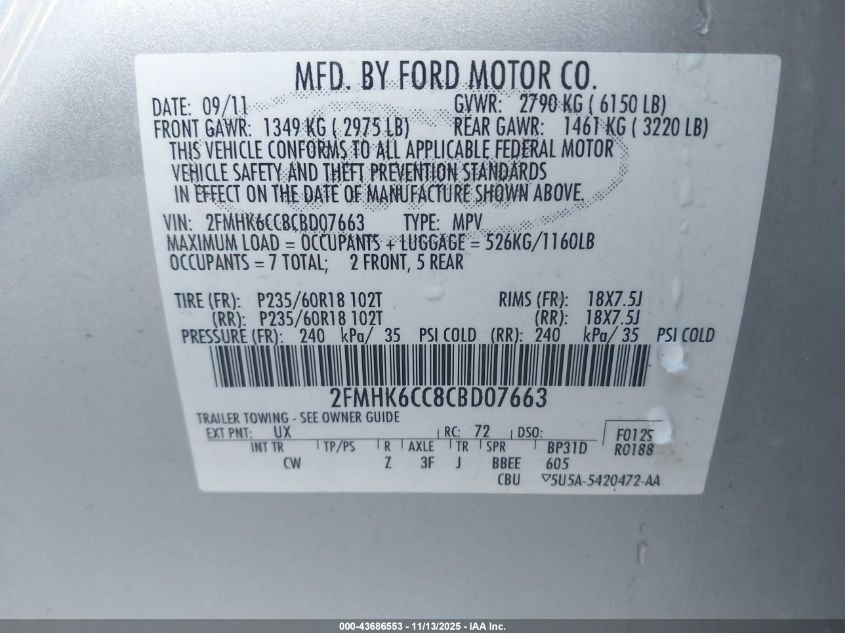 MFD. BY FORD MOTOR CO.
DATE: 09/11 GVWR: 2790 KG ( 6150 LB)
FRONT GAWR: 1349 KG ( 2975 LB) REAR GAWR: 1461 KG ( 3220 LB)
THIS VEHICLE CONFORMS TO ALL APPLICABLE FEDERAL MOTOR
VEHICLE SAFETY AND THEFT PREVENTION STANDARDS
IN EFFECT ON THE DATE OF MANUFACTURE SHOWN ABOVE.
VIN: 2FMHK6CC8CBD07663 TYPE: MPV
MAXIMUM LOAD = OCCUPANTS + LUGGAGE = 526KG/1160LB
OCCUPANTS = 7 TOTAL; 2 FRONT, 5 REAR
TIRE (FR): P235/60R18 102T RIMS (FR): 18X7.5J
(RR): P235/60R18 102T (RR): 18X7.5J
PRESSURE (FR): 240 kPa/ 35 PSI COLD (RR): 240 kPa/ 35 PSI COLD
2FMHK6CC8CBD07663
TRAILER TOWING - SEE OWNER GUIDE
EXT PNT: UX RC: 72 DSO: F0125
INT TR TP/PS R AXLE TR SPR BP31D R0188
CW Z 3F J BBEE 605
CBU ▽5U5A-5420472-AA
000-43686553 - 11/13/2025 - IAA Inc.